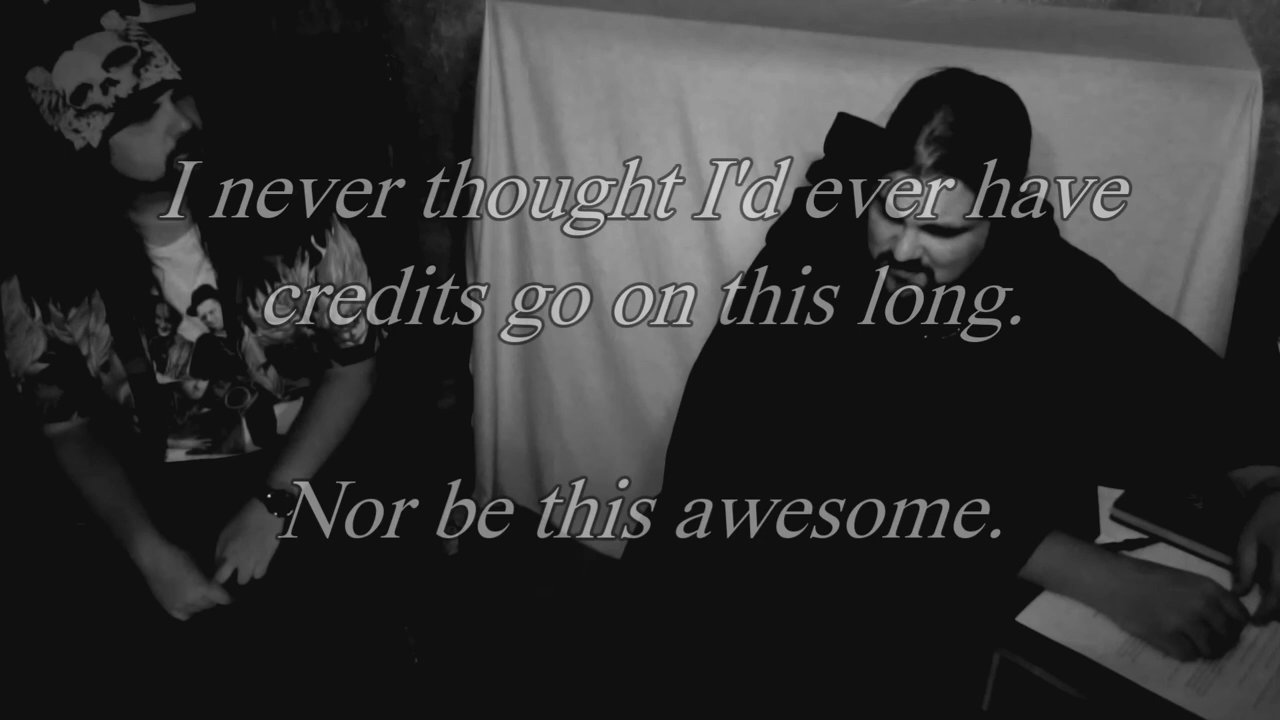 I never thought I'd ever have
credits go on this long.
Nor be this awesome.